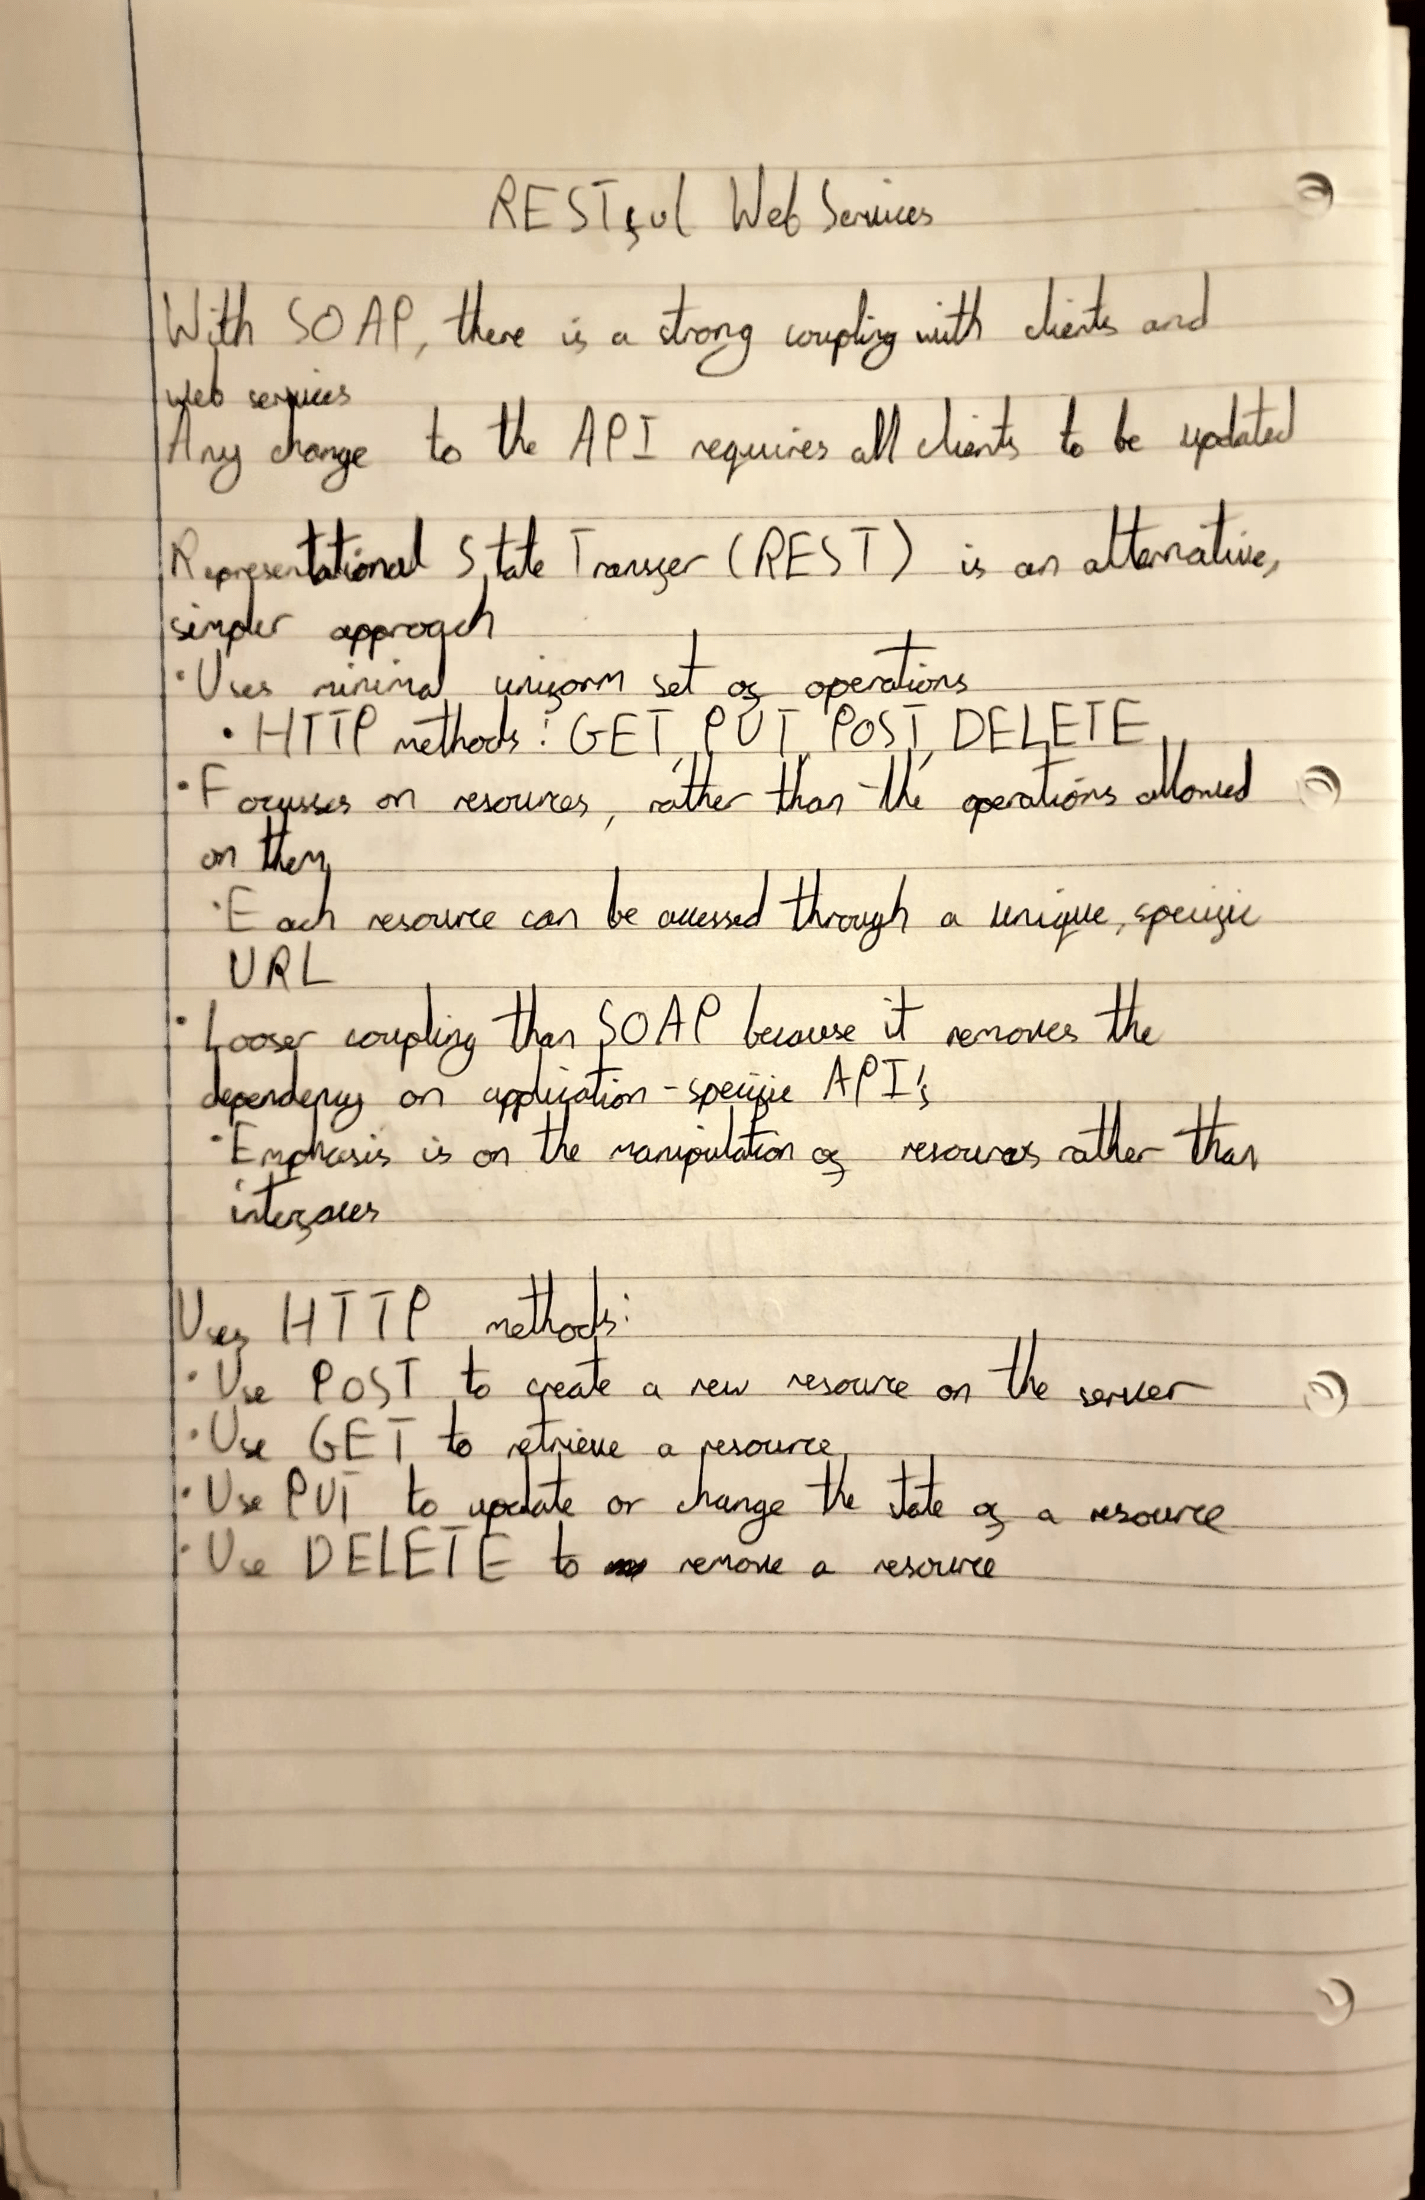 RESTful Web Services
With SOAP, there is a strong coupling with clients and
web services
Any change to the API requires all clients to be updated
Representational State Transfer (REST) is an alternative,
simpler approach
• Uses minimal uniform set of operations
• HTTP methods: GET, PUT, POST, DELETE
• Focusses on resources, rather than the operations allowed
on them
• Each resource can be accessed through a unique, specific
URL
• Looser coupling than SOAP because it removes the
dependency on application-specific API's
• Emphasis is on the manipulation of resources rather than
interfaces
Uses HTTP methods:
• Use POST to create a new resource on the server
• Use GET to retrieve a resource
• Use PUT to update or change the state of a resource
• Use DELETE to remove a resource